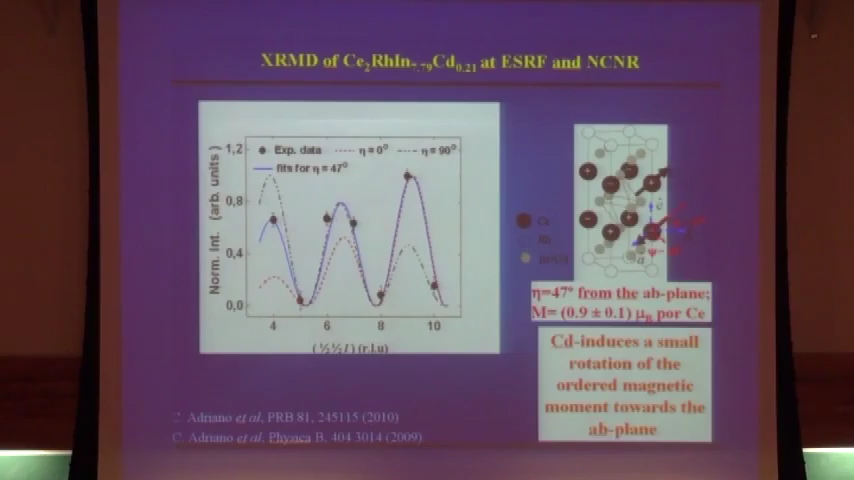 XRMD of Ce2RhIn7.79Cd0.21 at ESRF and NCNR
Exp. data η = 0° η = 90°
fits for η = 47°
Norm. Int. (arb. units)
1,2
0,8
0,4
0,0
4 6 8 10
(½½l) (r.l.u)
Ce
Rh
η=47° from the ab-plane;
M= (0.9 ± 0.1) μB por Ce
Cd-induces a small
rotation of the
ordered magnetic
moment towards the
ab-plane
Adriano et al, PRB 81, 245115 (2010)
C. Adriano et al. Physica B, 404 3014 (2009)